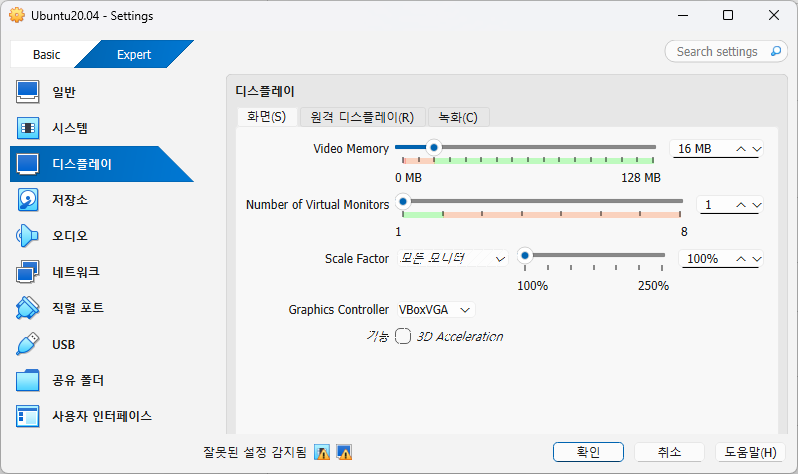 Ubuntu20.04 - Settings
Basic
Expert
Search settings
일반
시스템
디스플레이
저장소
오디오
네트워크
직렬 포트
USB
공유 폴더
사용자 인터페이스
디스플레이
화면(S)
원격 디스플레이(R)
녹화(C)
Video Memory
16 MB
0 MB
128 MB
Number of Virtual Monitors
1
1
8
Scale Factor
모든 모니터
100%
100%
250%
Graphics Controller
VBoxVGA
기능
3D Acceleration
잘못된 설정 감지됨
확인
취소
도움말(H)